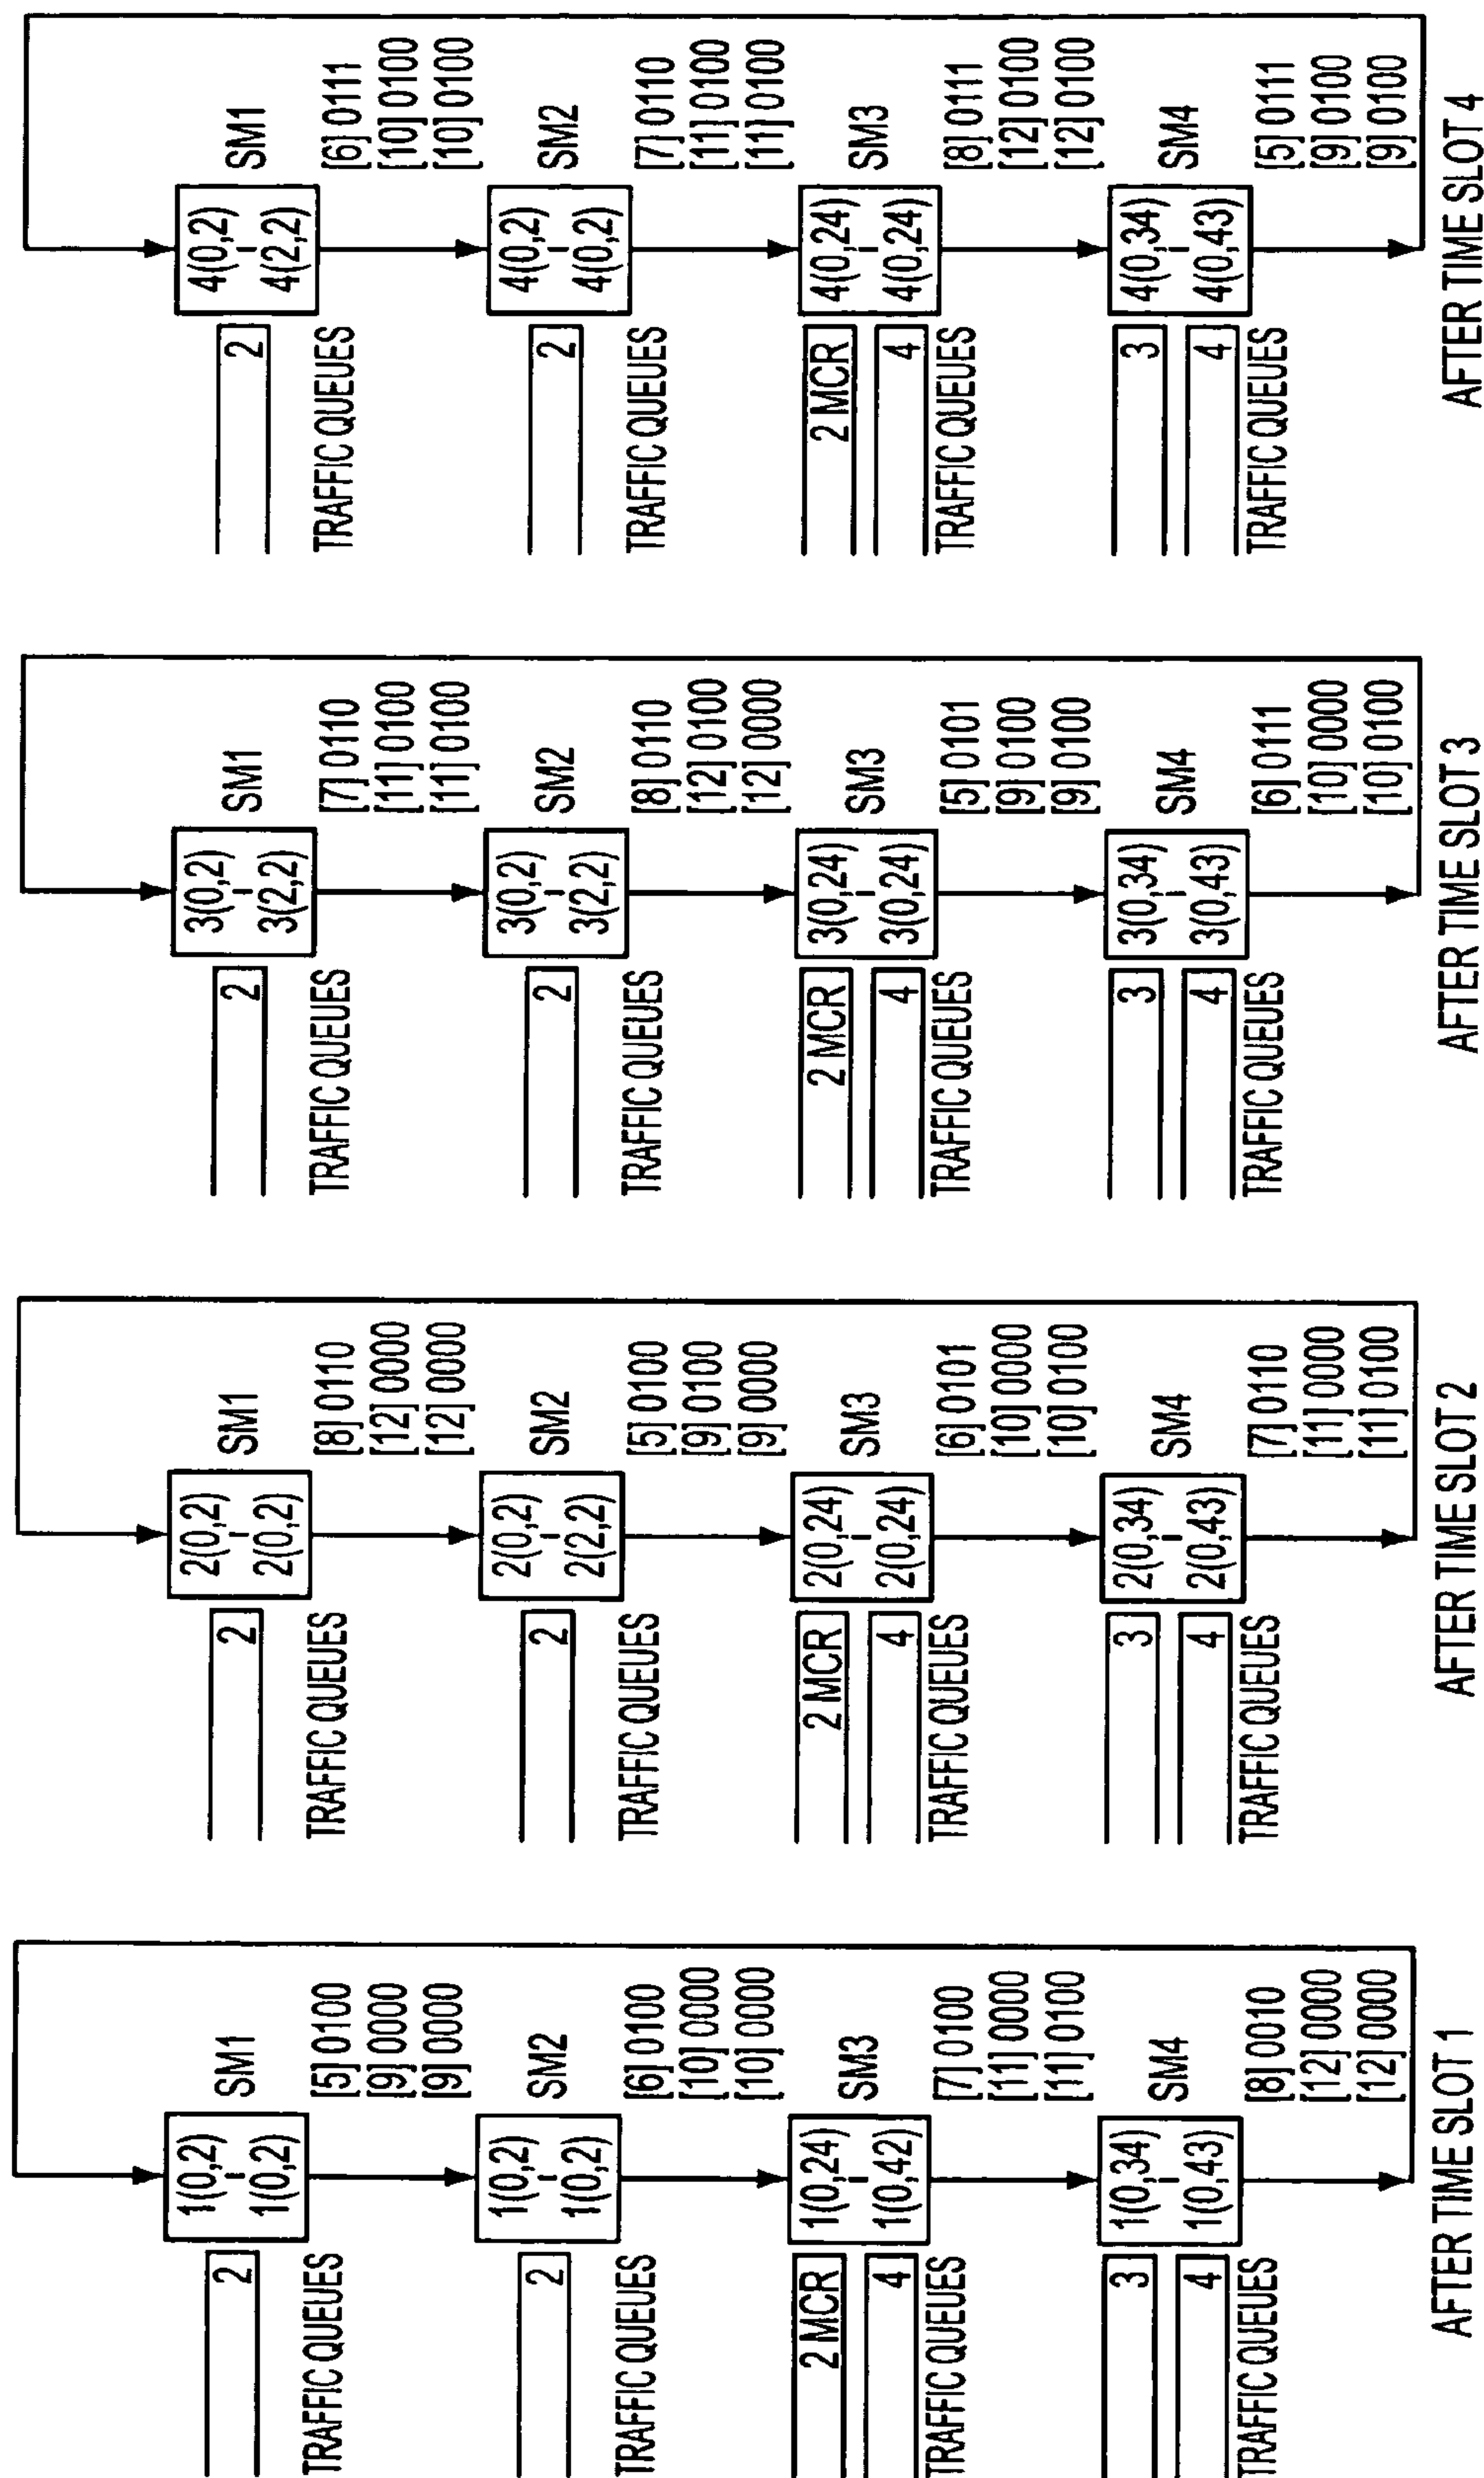 1(0,2)
1(0,2)
SM1
2
TRAFFIC QUEUES
[5] 0100
[9] 0000
[9] 0000
1(0,2)
1(0,2)
SM2
2
TRAFFIC QUEUES
[6] 0100
[10] 0000
[10] 0000
1(0,24)
1(0,42)
SM3
2 MCR
4
TRAFFIC QUEUES
[7] 0100
[11] 0000
[11] 0100
1(0,34)
1(0,43)
SM4
3
4
TRAFFIC QUEUES
[8] 0010
[12] 0000
[12] 0000
AFTER TIME SLOT 1
2(0,2)
2(0,2)
SM1
2
TRAFFIC QUEUES
[8] 0110
[12] 0000
[12] 0000
2(0,2)
2(2,2)
SM2
2
TRAFFIC QUEUES
[5] 0100
[9] 0100
[9] 0000
2(0,24)
2(0,24)
SM3
2 MCR
4
TRAFFIC QUEUES
[6] 0101
[10] 0000
[10] 0100
2(0,34)
2(0,43)
SM4
3
4
TRAFFIC QUEUES
[7] 0110
[11] 0000
[11] 0100
AFTER TIME SLOT 2
3(0,2)
3(2,2)
SM1
2
TRAFFIC QUEUES
[7] 0110
[11] 0100
[11] 0100
3(0,2)
3(2,2)
SM2
2
TRAFFIC QUEUES
[8] 0110
[12] 0100
[12] 0000
3(0,24)
3(0,24)
SM3
2 MCR
4
TRAFFIC QUEUES
[5] 0101
[9] 0100
[9] 0100
3(0,34)
3(0,43)
SM4
3
4
TRAFFIC QUEUES
[6] 0111
[10] 0000
[10] 0100
AFTER TIME SLOT 3
4(0,2)
4(2,2)
SM1
2
TRAFFIC QUEUES
[6] 0111
[10] 0100
[10] 0100
4(0,2)
4(0,2)
SM2
2
TRAFFIC QUEUES
[7] 0110
[11] 0100
[11] 0100
4(0,24)
4(0,24)
SM3
2 MCR
4
TRAFFIC QUEUES
[8] 0111
[12] 0100
[12] 0100
4(0,34)
4(0,43)
SM4
3
4
TRAFFIC QUEUES
[5] 0111
[9] 0100
[9] 0100
AFTER TIME SLOT 4